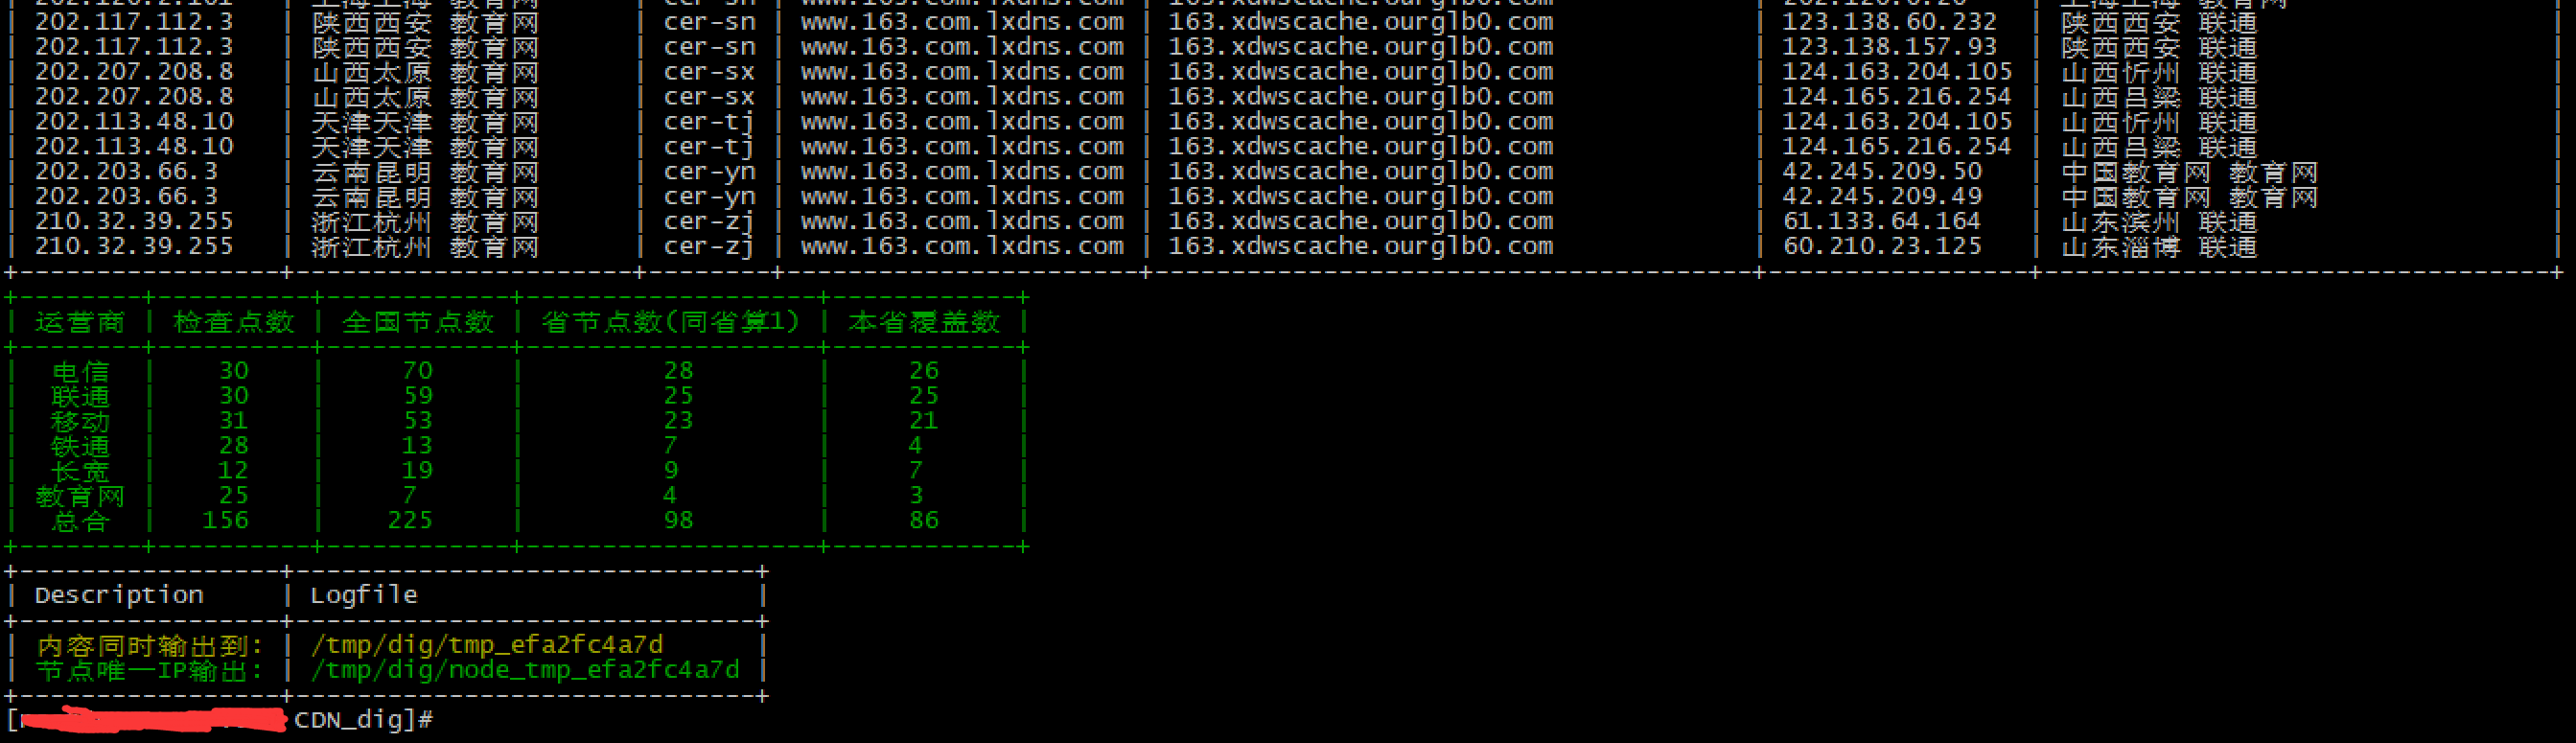 202.117.112.3 | 陕西西安 教育网 | cer-sn | www.163.com.lxdns.com | 163.xdwscache.ourglb0.com | 123.138.60.232 | 陕西西安 联通
202.117.112.3 | 陕西西安 教育网 | cer-sn | www.163.com.lxdns.com | 163.xdwscache.ourglb0.com | 123.138.157.93 | 陕西西安 联通
202.207.208.8 | 山西太原 教育网 | cer-sx | www.163.com.lxdns.com | 163.xdwscache.ourglb0.com | 124.163.204.105 | 山西忻州 联通
202.207.208.8 | 山西太原 教育网 | cer-sx | www.163.com.lxdns.com | 163.xdwscache.ourglb0.com | 124.165.216.254 | 山西吕梁 联通
202.113.48.10 | 天津天津 教育网 | cer-tj | www.163.com.lxdns.com | 163.xdwscache.ourglb0.com | 124.163.204.105 | 山西忻州 联通
202.113.48.10 | 天津天津 教育网 | cer-tj | www.163.com.lxdns.com | 163.xdwscache.ourglb0.com | 124.165.216.254 | 山西吕梁 联通
202.203.66.3 | 云南昆明 教育网 | cer-yn | www.163.com.lxdns.com | 163.xdwscache.ourglb0.com | 42.245.209.50 | 中国教育网 教育网
202.203.66.3 | 云南昆明 教育网 | cer-yn | www.163.com.lxdns.com | 163.xdwscache.ourglb0.com | 42.245.209.49 | 中国教育网 教育网
210.32.39.255 | 浙江杭州 教育网 | cer-zj | www.163.com.lxdns.com | 163.xdwscache.ourglb0.com | 61.133.64.164 | 山东滨州 联通
210.32.39.255 | 浙江杭州 教育网 | cer-zj | www.163.com.lxdns.com | 163.xdwscache.ourglb0.com | 60.210.23.125 | 山东淄博 联通
运营商 | 检查点数 | 全国节点数 | 省节点数(同省算1) | 本省覆盖数
电信 | 30 | 70 | 28 | 26
联通 | 30 | 59 | 25 | 25
移动 | 31 | 53 | 23 | 21
铁通 | 28 | 13 | 7 | 4
长宽 | 12 | 19 | 9 | 7
教育网 | 25 | 7 | 4 | 3
总合 | 156 | 225 | 98 | 86
Description | Logfile
内容同时输出到: | /tmp/dig/tmp_efa2fc4a7d
节点唯一IP输出: | /tmp/dig/node_tmp_efa2fc4a7d
[ CDN_dig]#